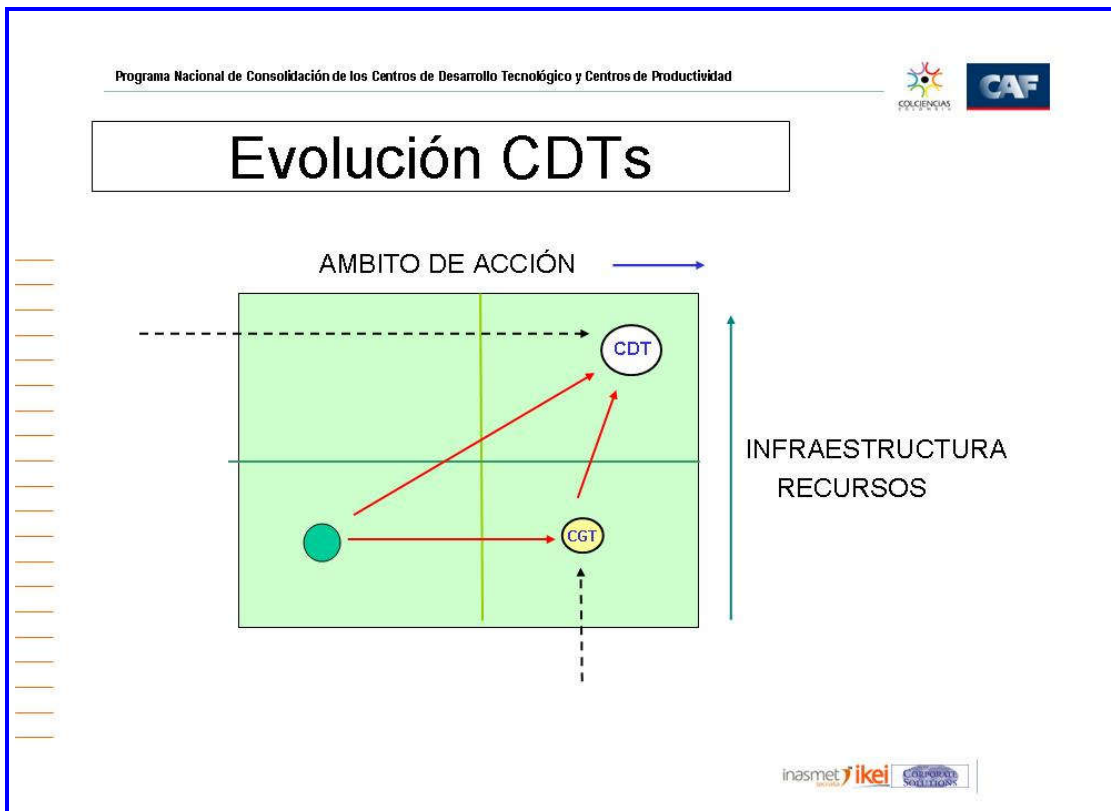 Programa Nacional de Consolidación de los Centros de Desarrollo Tecnológico y Centros de Productividad
COLCIENCIAS
COLOMBIA
CAF
Evolución CDTs
AMBITO DE ACCIÓN
CDT
INFRAESTRUCTURA
RECURSOS
CGT
inasmet
ikei
CORPORATE
SOLUTIONS